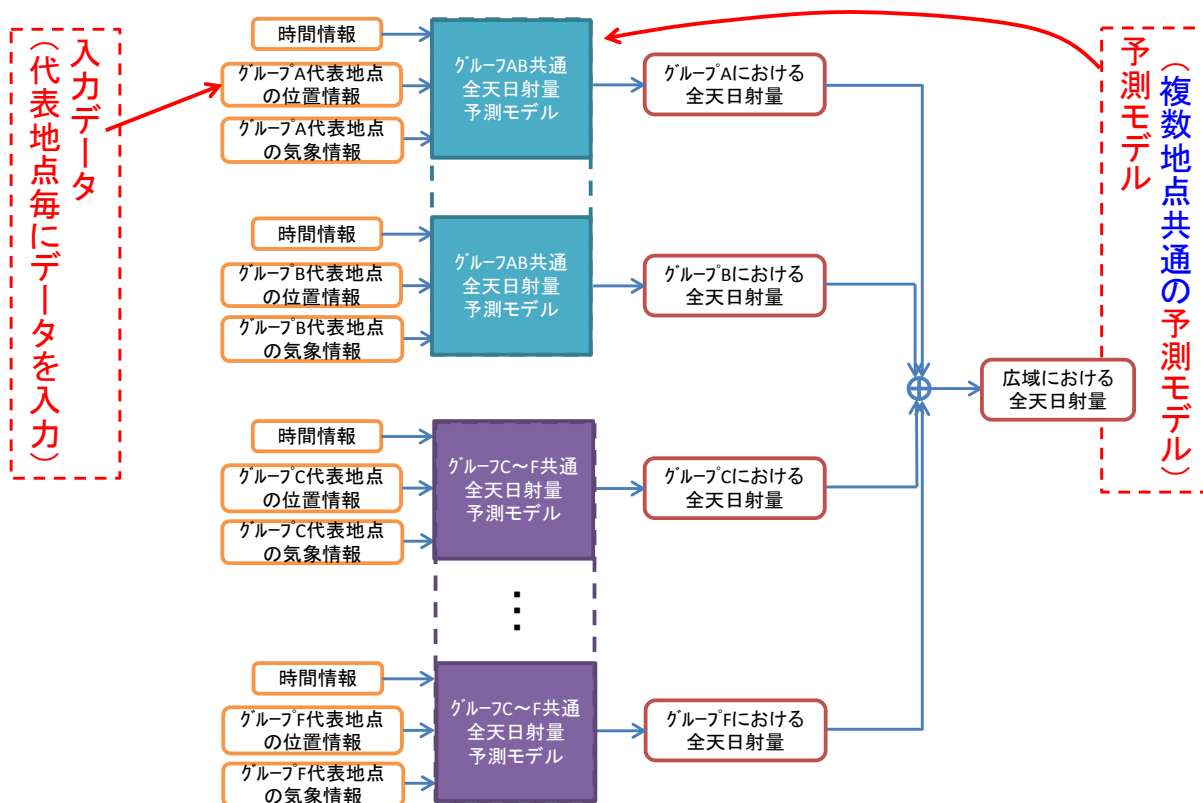 入力データ
（代表地点毎にデータを入力）
時間情報
グループA代表地点
の位置情報
グループA代表地点
の気象情報
グループAB共通
全天日射量
予測モデル
グループAにおける
全天日射量
時間情報
グループB代表地点
の位置情報
グループB代表地点
の気象情報
グループAB共通
全天日射量
予測モデル
グループBにおける
全天日射量
時間情報
グループC代表地点
の位置情報
グループC代表地点
の気象情報
グループC～F共通
全天日射量
予測モデル
グループCにおける
全天日射量
⋮
時間情報
グループF代表地点
の位置情報
グループF代表地点
の気象情報
グループC～F共通
全天日射量
予測モデル
グループFにおける
全天日射量
広域における
全天日射量
予測モデル
（複数地点共通の予測モデル）